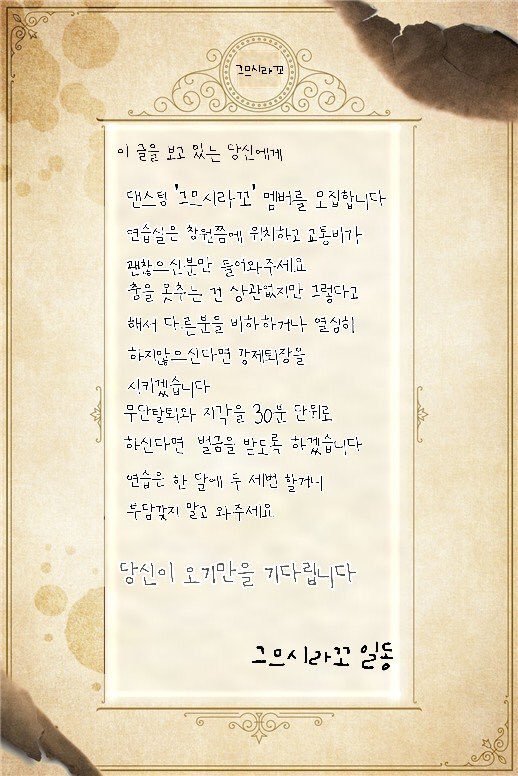 그므시라꼬
이 글을 보고 있는 당신에게
댄스팀 '그므시라꼬' 멤버를 모집합니다
연습실은 창원쯤에 위치하고 교통비가
괜찮으신분만 들어와주세요
춤을 못추는 건 상관없지만 그렇다고
해서 다른분을 비하하거나 열심히
하지않으신다면 강제퇴장을
시키겠습니다
무단탈퇴와 지각을 30분 단위로
하신다면 벌금을 받도록 하겠습니다
연습은 한 달에 두 세번 할거니
부담갖지 말고 와주세요
당신이 오기만을 기다립니다
그므시라꼬 일동